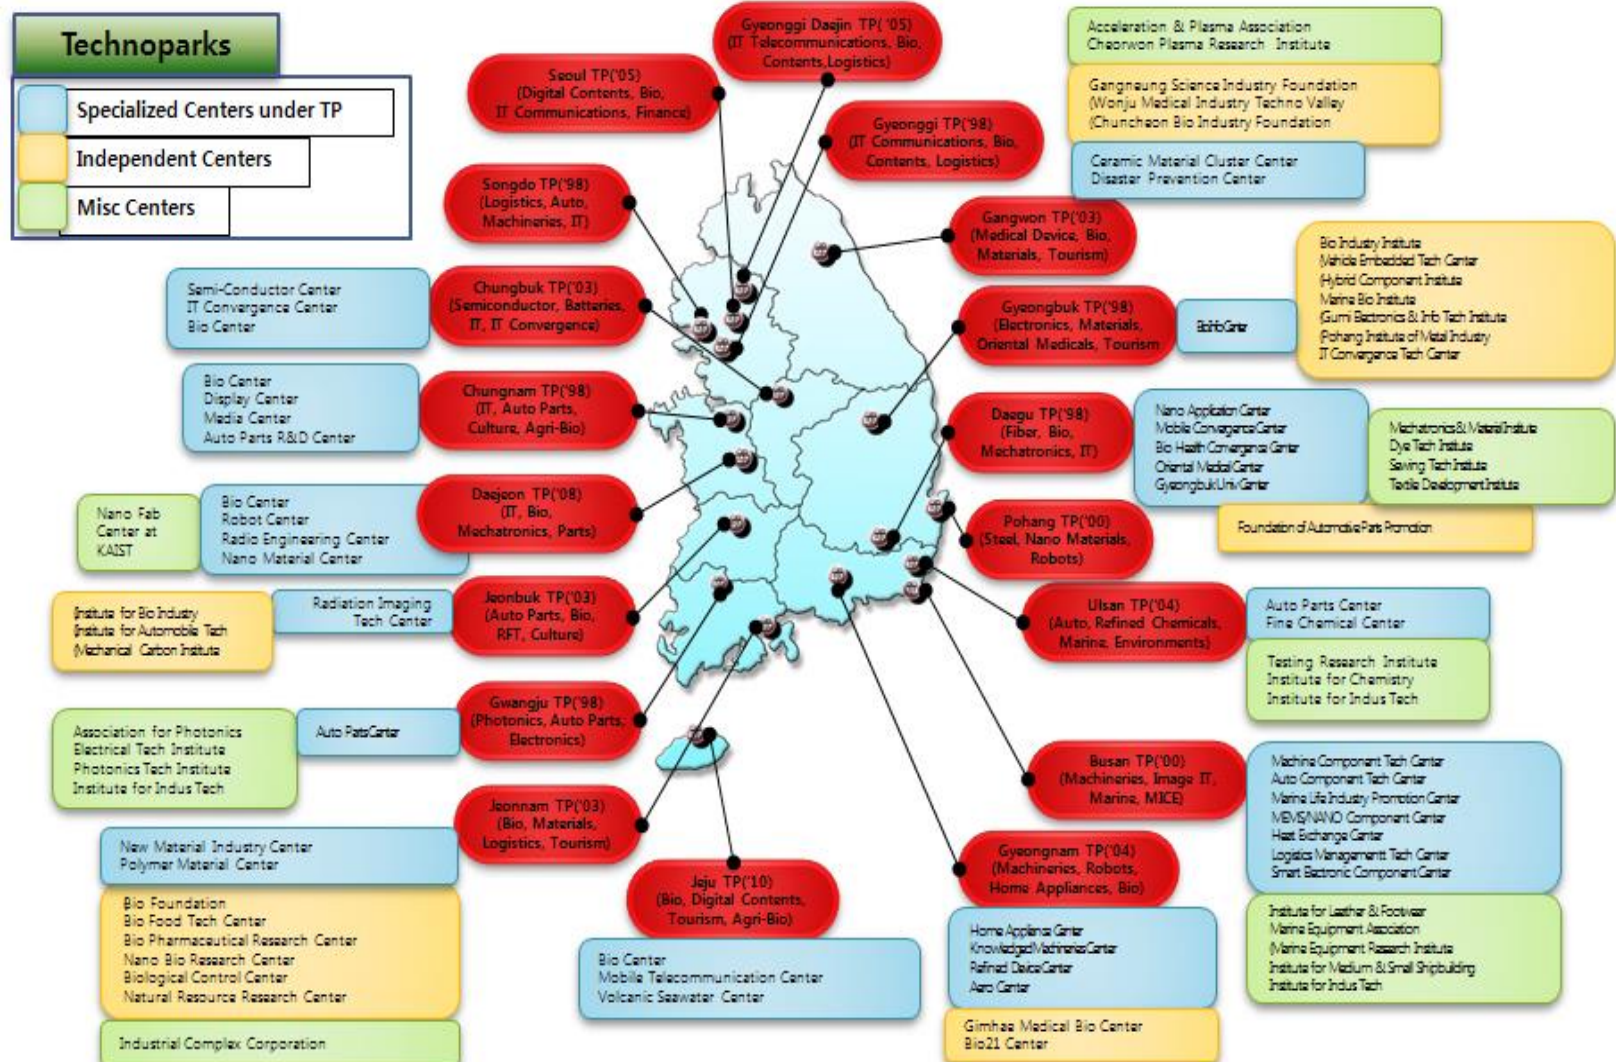 Technoparks
Specialized Centers under TP
Independent Centers
Misc Centers
Gyeonggi Daejin TP( '05)
(IT Telecommunications, Bio,
Contents,Logistics)
Seoul TP('05)
(Digital Contents, Bio,
IT Communications, Finance)
Gyeonggi TP('98)
(IT Communications, Bio,
Contents, Logistics)
Songdo TP('98)
(Logistics, Auto,
Machineries, IT)
Acceleration & Plasma Association
Cheorwon Plasma Research Institute
Gangneung Science Industry Foundation
(Wonju Medical Industry Techno Valley
(Chuncheon Bio Industry Foundation
Ceramic Material Cluster Center
Disaster Prevention Center
Gangwon TP('03)
(Medical Device, Bio,
Materials, Tourism)
Semi-Conductor Center
IT Convergence Center
Bio Center
Chungbuk TP('03)
(Semiconductor, Batteries,
IT, IT Convergence)
Gyeongbuk TP('98)
(Electronics, Materials,
Oriental Medicals, Tourism
BioInfo Center
Bio Industry Institute
(Vehicle Embedded Tech Center
(Hybrid Component Institute
Marine Bio Institute
(Gumi Electronics & Info Tech Institute
(Pohang Institute of Metal Industry
IT Convergence Tech Center
Bio Center
Display Center
Media Center
Auto Parts R&D Center
Chungnam TP('98)
(IT, Auto Parts,
Culture, Agri-Bio)
Daegu TP('98)
(Fiber, Bio,
Mechatronics, IT)
Nano Application Center
Mobile Convergence Center
Bio Health Convergence Center
Oriental Medical Center
Gyeongbuk Univ Center
Mechatronics & Material Institute
Dye Tech Institute
Sewing Tech Institute
Textile Development Institute
Foundation of Automotive Parts Promotion
Nano Fab
Center at
KAIST
Bio Center
Robot Center
Radio Engineering Center
Nano Material Center
Daejeon TP('08)
(IT, Bio,
Mechatronics, Parts)
Pohang TP('00)
(Steel, Nano Materials,
Robots)
(Institute for Bio Industry
(Institute for Automobile Tech
(Mechanical Carbon Institute
Radiation Imaging
Tech Center
Jeonbuk TP('03)
(Auto Parts, Bio,
RFT, Culture)
Ulsan TP('04)
(Auto, Refined Chemicals,
Marine, Environments)
Auto Parts Center
Fine Chemical Center
Testing Research Institute
Institute for Chemistry
Institute for Indus Tech
Association for Photonics
Electrical Tech Institute
Photonics Tech Institute
Institute for Indus Tech
Auto Parts Center
Gwangju TP('98)
(Photonics, Auto Parts,
Electronics)
Busan TP('00)
(Machineries, Image IT,
Marine, MICE)
Machine Component Tech Center
Auto Component Tech Center
Marine Life Industry Promotion Center
MEMS/NANO Component Center
Heat Exchange Center
Logistics Managementt Tech Center
Smart Electronic Component Center
Institute for Leather & Footwear
Marine Equipment Association
(Marine Equipment Rsearch Institute
Institute for Medium & Small Shipbuilding
Institute for Indus Tech
Jeonnam TP('03)
(Bio, Materials,
Logistics, Tourism)
New Material Industry Center
Polymer Material Center
Bio Foundation
Bio Food Tech Center
Bio Pharmaceutical Research Center
Nano Bio Research Center
Biological Control Center
Natural Resource Research Center
Industrial Complex Corporation
Jeju TP('10)
(Bio, Digital Contents,
Tourism, Agri-Bio)
Bio Center
Mobile Telecommunication Center
Volcanic Seawater Center
Gyeongnam TP('04)
(Machineries, Robots,
Home Appliances, Bio)
Home Appliance Center
Knowledged Machineries Center
Refined Device Center
Aero Center
Gimhae Medical Bio Center
Bio21 Center